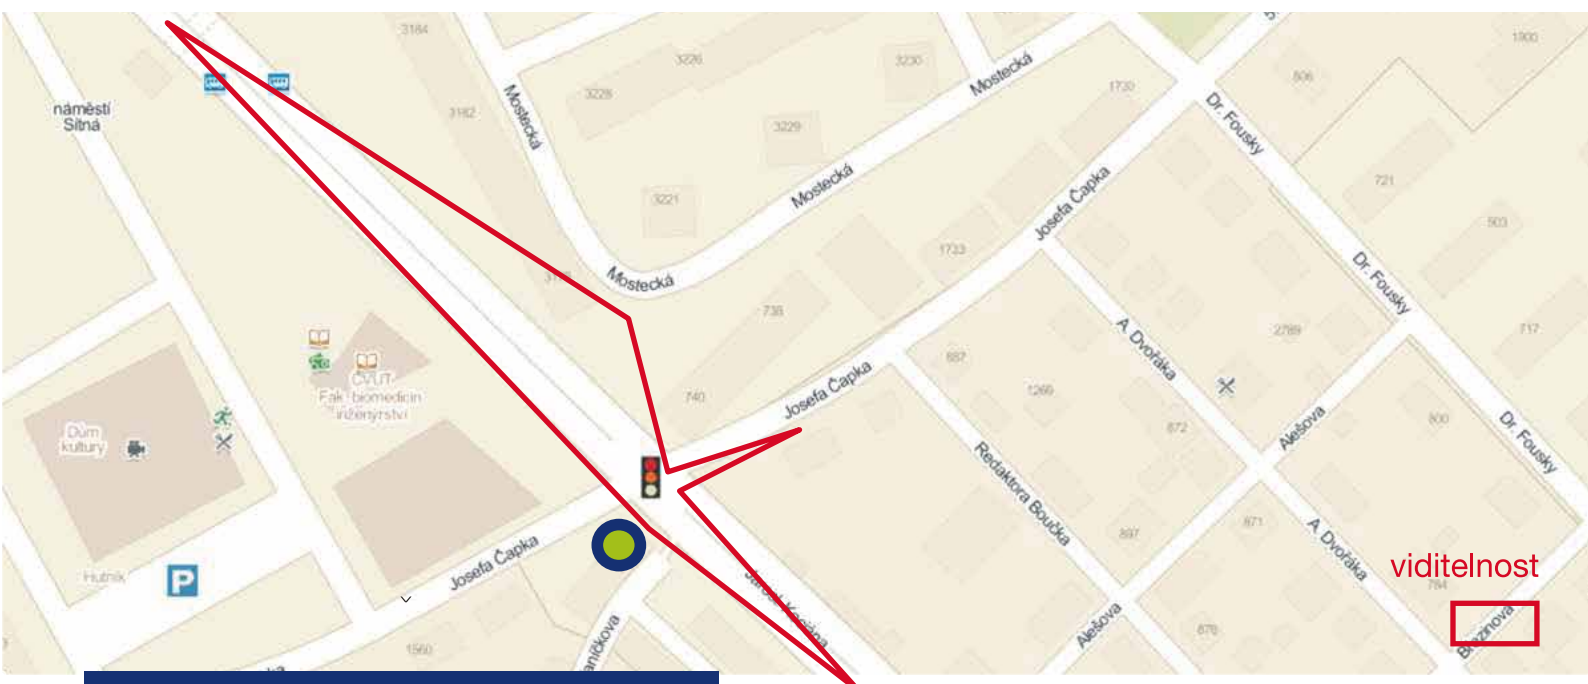 3184
3226
3230
1900
806
náměstí
Sítná
3182
Mostecká
3228
Mostecká
1730
Dr. Fousky
3229
721
3221
Mostecká
Josefa Čapka
503
1733
Mostecká
Dr. Fousky
738
A. Dvořáka
2789
717
ČVUT-
Fak. biomedicín
inženýrství
740
Josefa Čapka
887
1269
872
Alešova
800
Dr. Fousky
Dům
kultury
Redaktora Boučka
897
871
A. Dvořáka
Hutník
P
Josefa Čapka
viditelnost
784
Alešova
878
Březinova
1560